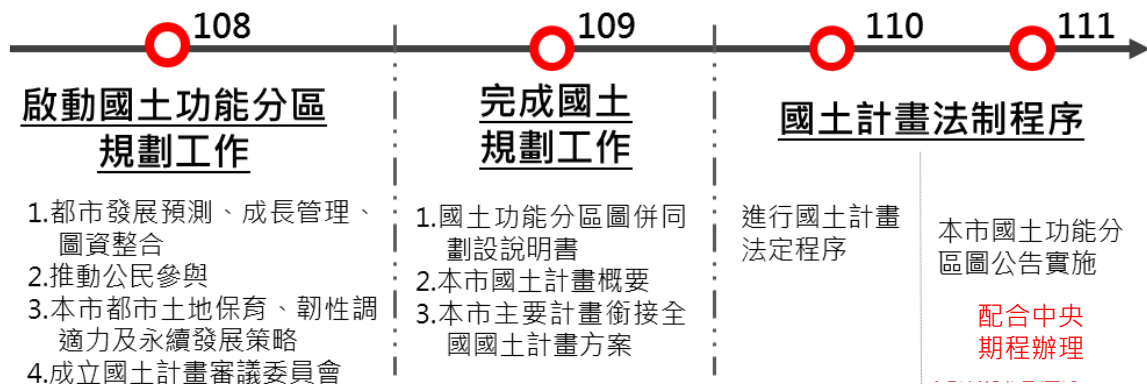 108
109
110
111
啟動國土功能分區
規劃工作
1.都市發展預測、成長管理、
圖資整合
2.推動公民參與
3.本市都市土地保育、韌性調
適力及永續發展策略
4.成立國土計畫審議委員會
完成國土
規劃工作
1.國土功能分區圖併同
劃設說明書
2.本市國土計畫概要
3.本市主要計畫銜接全
國國土計畫方案
國土計畫法制程序
進行國土計畫
法定程序
本市國土功能分
區圖公告實施
配合中央
期程辦理